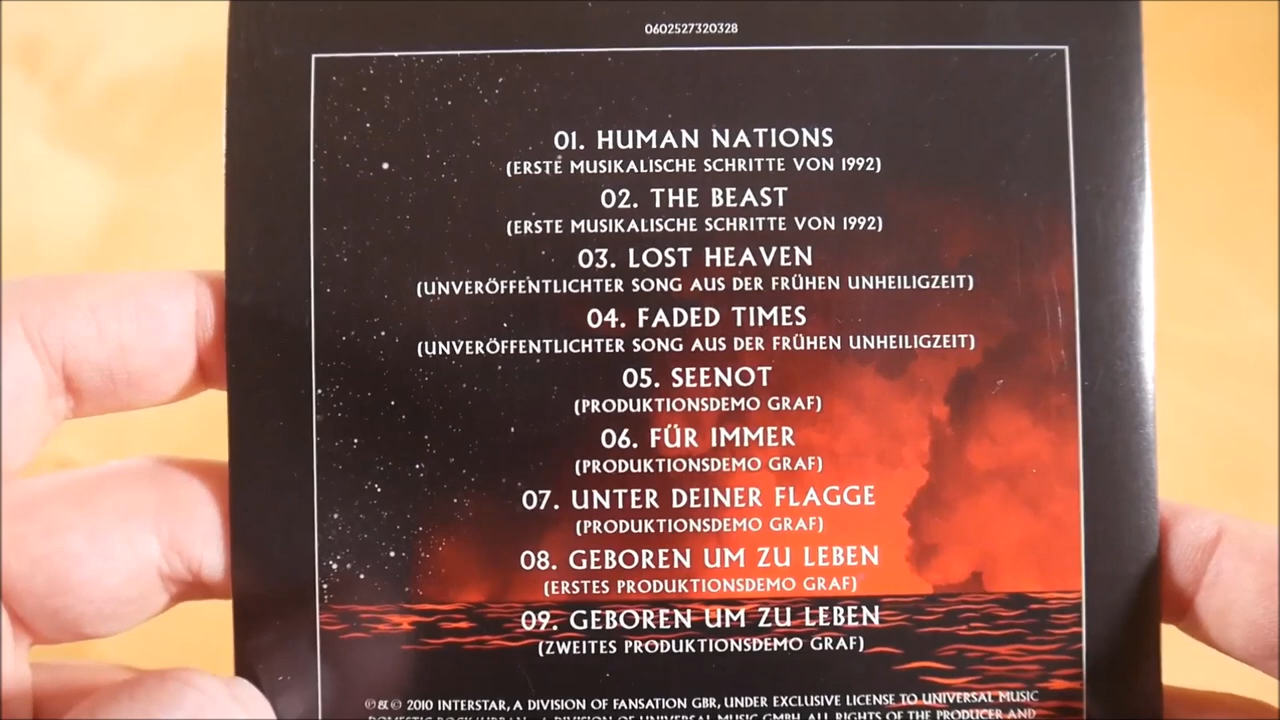 0602527320328
01. HUMAN NATIONS
(ERSTE MUSIKALISCHE SCHRITTE VON 1992)
02. THE BEAST
(ERSTE MUSIKALISCHE SCHRITTE VON 1992)
03. LOST HEAVEN
(UNVERÖFFENTLICHTER SONG AUS DER FRÜHEN UNHEILIGZEIT)
04. FADED TIMES
(UNVERÖFFENTLICHTER SONG AUS DER FRÜHEN UNHEILIGZEIT)
05. SEENOT
(PRODUKTIONSDEMO GRAF)
06. FÜR IMMER
(PRODUKTIONSDEMO GRAF)
07. UNTER DEINER FLAGGE
(PRODUKTIONSDEMO GRAF)
08. GEBOREN UM ZU LEBEN
(ERSTES PRODUKTIONSDEMO GRAF)
09. GEBOREN UM ZU LEBEN
(ZWEITES PRODUKTIONSDEMO GRAF)
℗ & © 2010 INTERSTAR, A DIVISION OF FANSATION GBR, UNDER EXCLUSIVE LICENSE TO UNIVERSAL MUSIC
DOMESTIC ROCK/URBAN, A DIVISION OF UNIVERSAL MUSIC GMBH. ALL RIGHTS OF THE PRODUCER AND